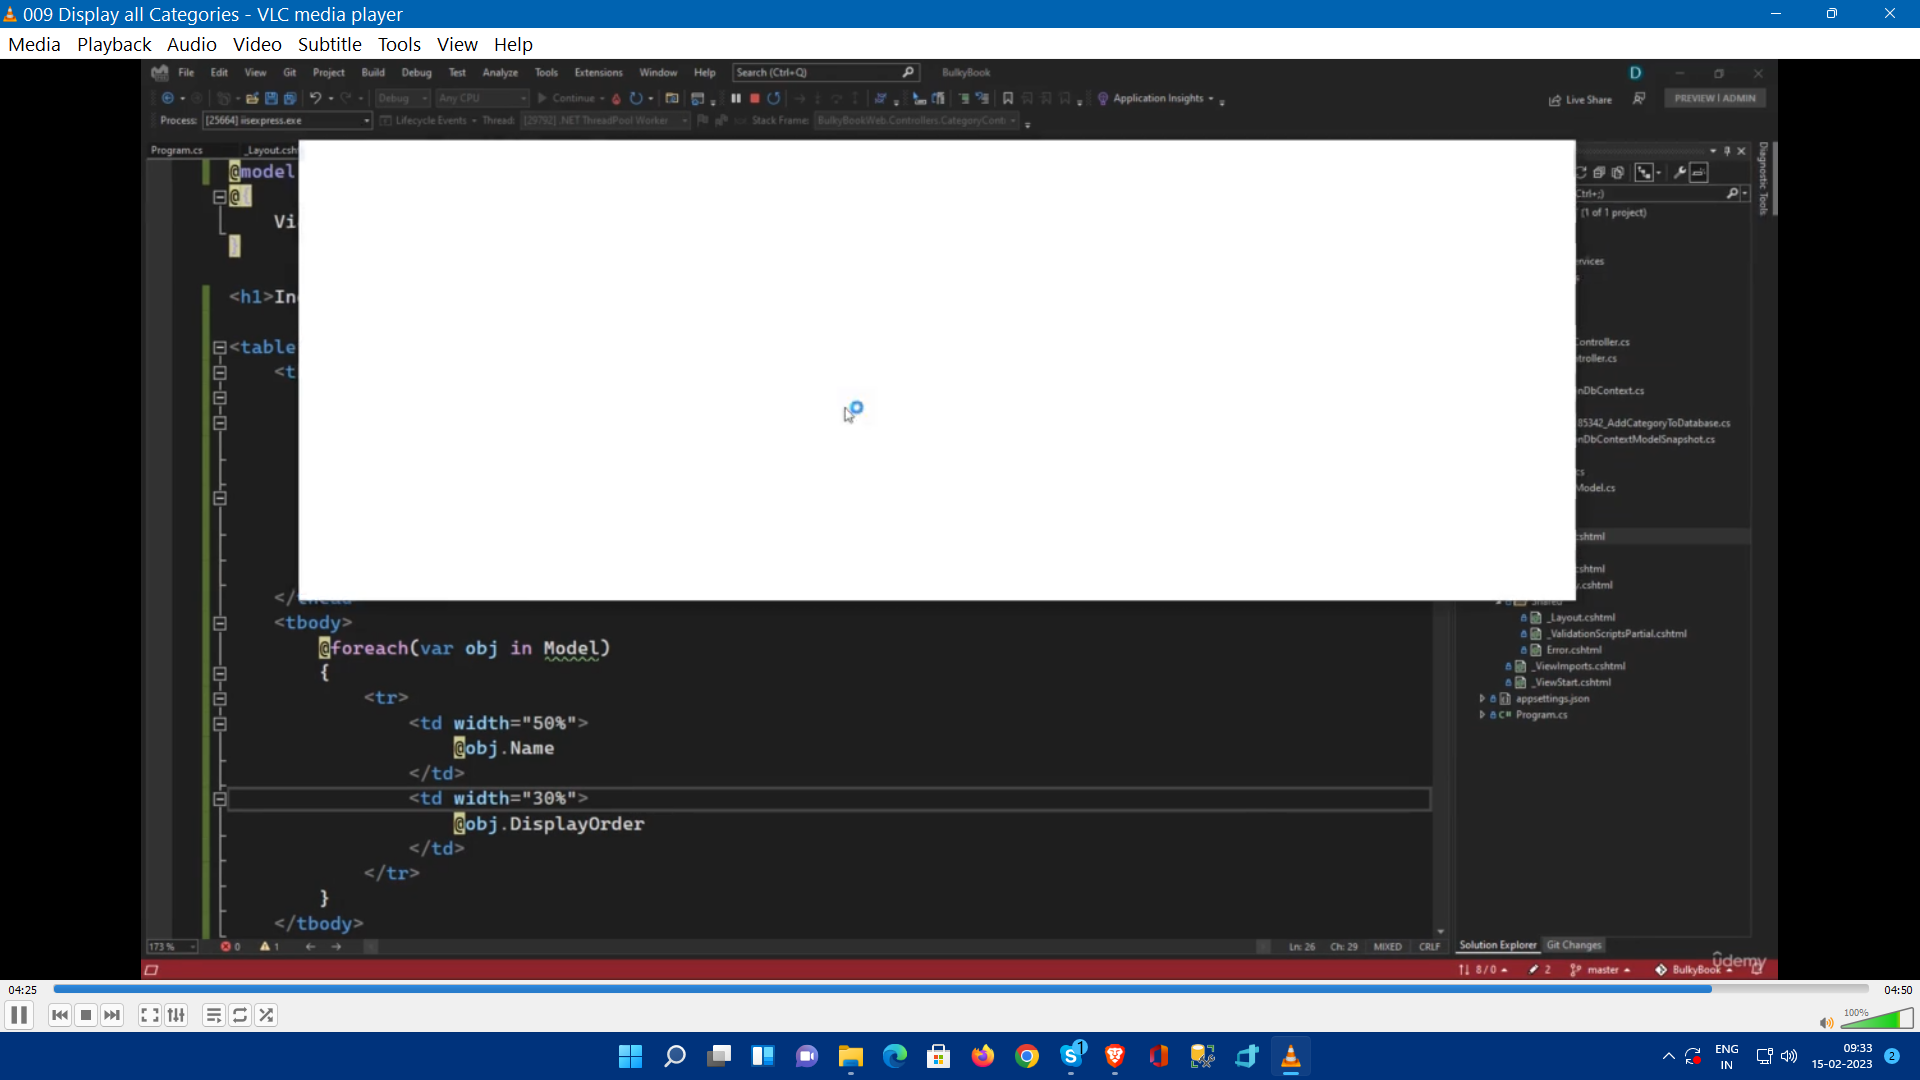 009 Display all Categories - VLC media player
Media Playback Audio Video Subtitle Tools View Help
File Edit View Git Project Build Debug Test Analyze Tools Extensions Window Help Search (Ctrl+Q) BulkyBook D
Debug Any CPU Continue Application Insights Live Share PREVIEW | ADMIN
Process: [25664] iisexpress.exe Lifecycle Events Thread: [29792] .NET ThreadPool Worker Stack Frame: BulkyBookWeb.Controllers.CategoryConti
Program.cs _Layout.csh
Diagnostic Tools
@model
@{
Ctrl+;)
(1 of 1 project)
Vi
}
rvices
<h1>In
ontroller.cs
<table
troller.cs
<t
nDbContext.cs
85342_AddCategoryToDatabase.cs
nDbContextModelSnapshot.cs
cs
Model.cs
cshtml
cshtml
.cshtml
</thead
Shared
<tbody>
_Layout.cshtml
_ValidationScriptsPartial.cshtml
@foreach(var obj in Model)
Error.cshtml
{
_ViewImports.cshtml
_ViewStart.cshtml
<tr>
appsettings.json
C# Program.cs
<td width="50%">
@obj.Name
</td>
<td width="30%">
@obj.DisplayOrder
</td>
</tr>
}
</tbody>
173 % 0 1 Ln: 26 Ch: 29 MIXED CRLF Solution Explorer Git Changes
8 / 0 2 master BulkyBook
udemy
04:25 04:50
100%
1
ENG
IN
09:33
15-02-2023
2